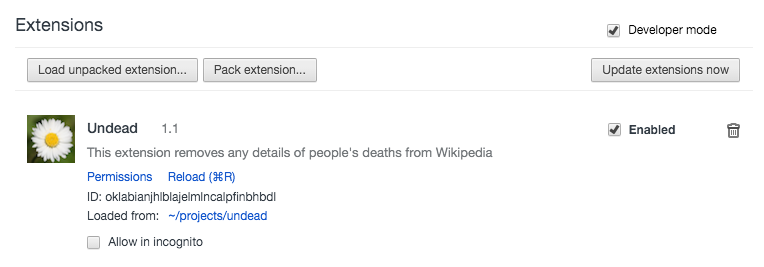 Extensions
Developer mode
Load unpacked extension... Pack extension... Update extensions now
Undead 1.1 Enabled
This extension removes any details of people's deaths from Wikipedia
Permissions Reload (⌘R)
ID: oklabianjhlblajelmlncalpfinbhbdl
Loaded from: ~/projects/undead
Allow in incognito